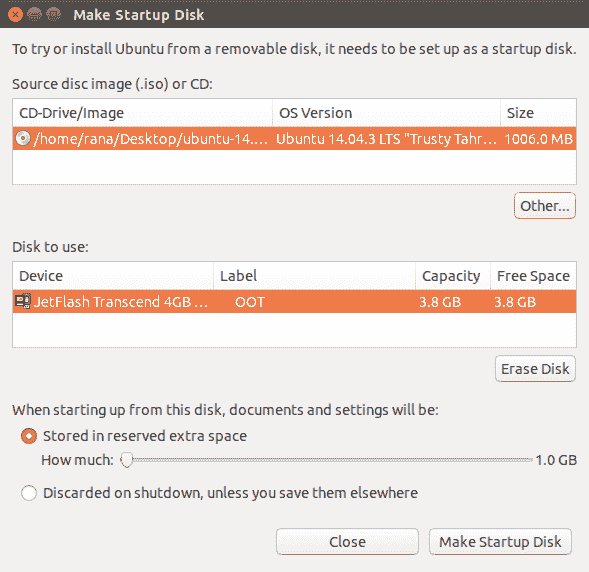 Make Startup Disk
To try or install Ubuntu from a removable disk, it needs to be set up as a startup disk.
Source disc image (.iso) or CD:
CD-Drive/Image OS Version Size
/home/rana/Desktop/ubuntu-14.... Ubuntu 14.04.3 LTS "Trusty Tahr... 1006.0 MB
Other...
Disk to use:
Device Label Capacity Free Space
JetFlash Transcend 4GB ... OOT 3.8 GB 3.8 GB
Erase Disk
When starting up from this disk, documents and settings will be:
Stored in reserved extra space
How much: 1.0 GB
Discarded on shutdown, unless you save them elsewhere
Close Make Startup Disk